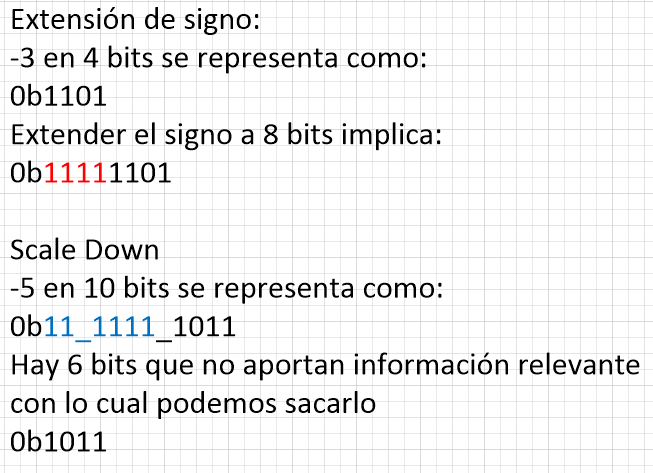 Extensión de signo:
-3 en 4 bits se representa como:
0b1101
Extender el signo a 8 bits implica:
0b11111101
Scale Down
-5 en 10 bits se representa como:
0b11_1111_1011
Hay 6 bits que no aportan información relevante
con lo cual podemos sacarlo
0b1011